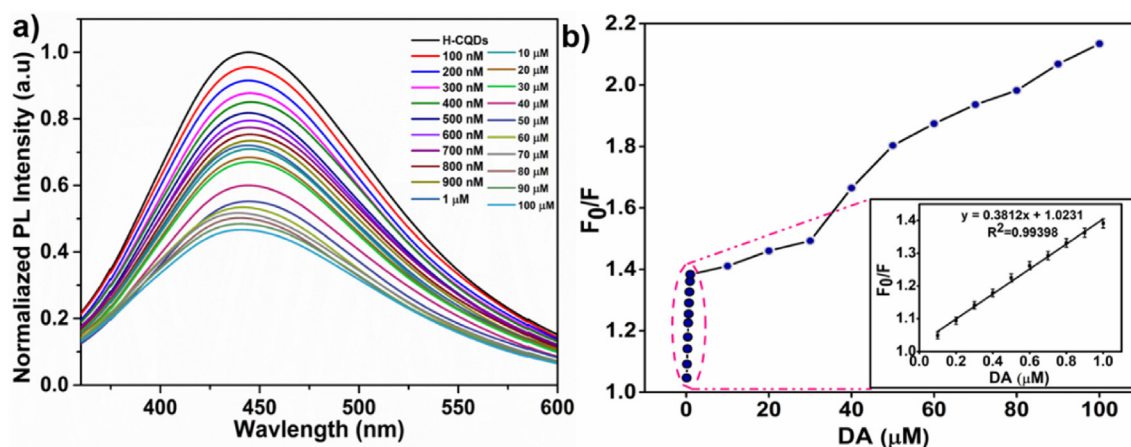 a)
Normaliazed PL Intensity (a.u)
1.0
0.8
0.6
0.4
0.2
0.0
400
450
500
550
600
Wavlength (nm)
H-CQDs
100 nM
200 nM
300 nM
400 nM
500 nM
600 nM
700 nM
800 nM
900 nM
1 µM
10 µM
20 µM
30 µM
40 µM
50 µM
60 µM
70 µM
80 µM
90 µM
100 µM
b)
F0/F
2.2
2.0
1.8
1.6
1.4
1.2
1.0
0
20
40
60
80
100
DA (µM)
y = 0.3812x + 1.0231
R2=0.99398
F0/F
1.4
1.3
1.2
1.1
1.0
0.0
0.2
0.4
0.6
0.8
1.0
DA (µM)